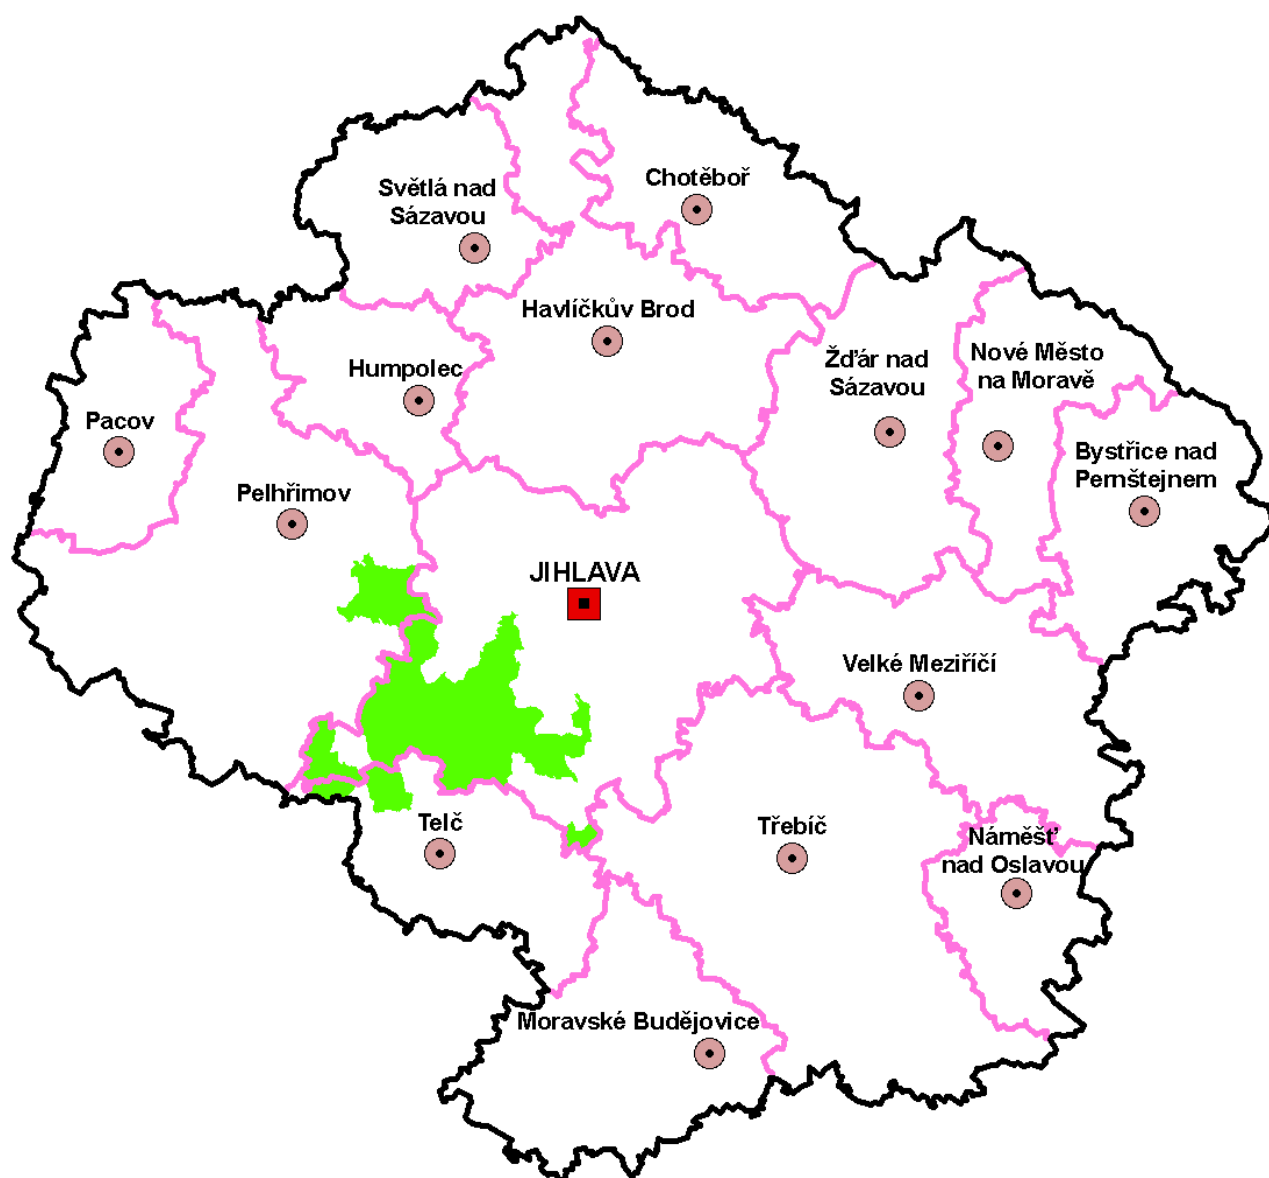 Chotěboř
Světlá nad
Sázavou
Havlíčkův Brod
Žďár nad
Sázavou
Nové Město
na Moravě
Humpolec
Pacov
Bystřice nad
Pernštejnem
Pelhřimov
JIHLAVA
Velké Meziříčí
Telč
Třebíč
Náměšť
nad Oslavou
Moravské Budějovice